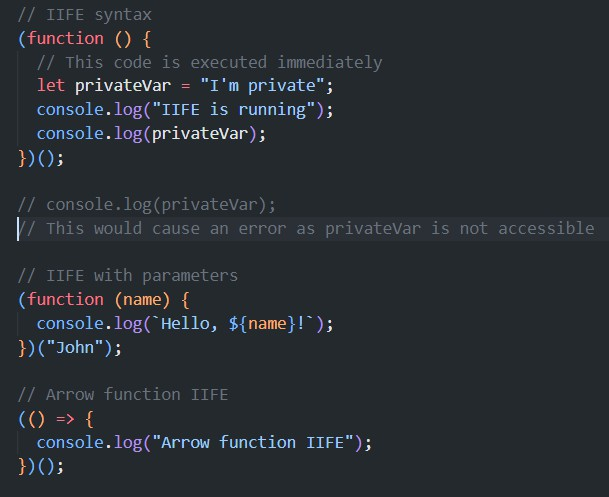 // IIFE syntax
(function () {
  // This code is executed immediately
  let privateVar = "I'm private";
  console.log("IIFE is running");
  console.log(privateVar);
})();
// console.log(privateVar);
// This would cause an error as privateVar is not accessible
// IIFE with parameters
(function (name) {
  console.log(`Hello, ${name}!`);
})("John");
// Arrow function IIFE
(() => {
  console.log("Arrow function IIFE");
})();